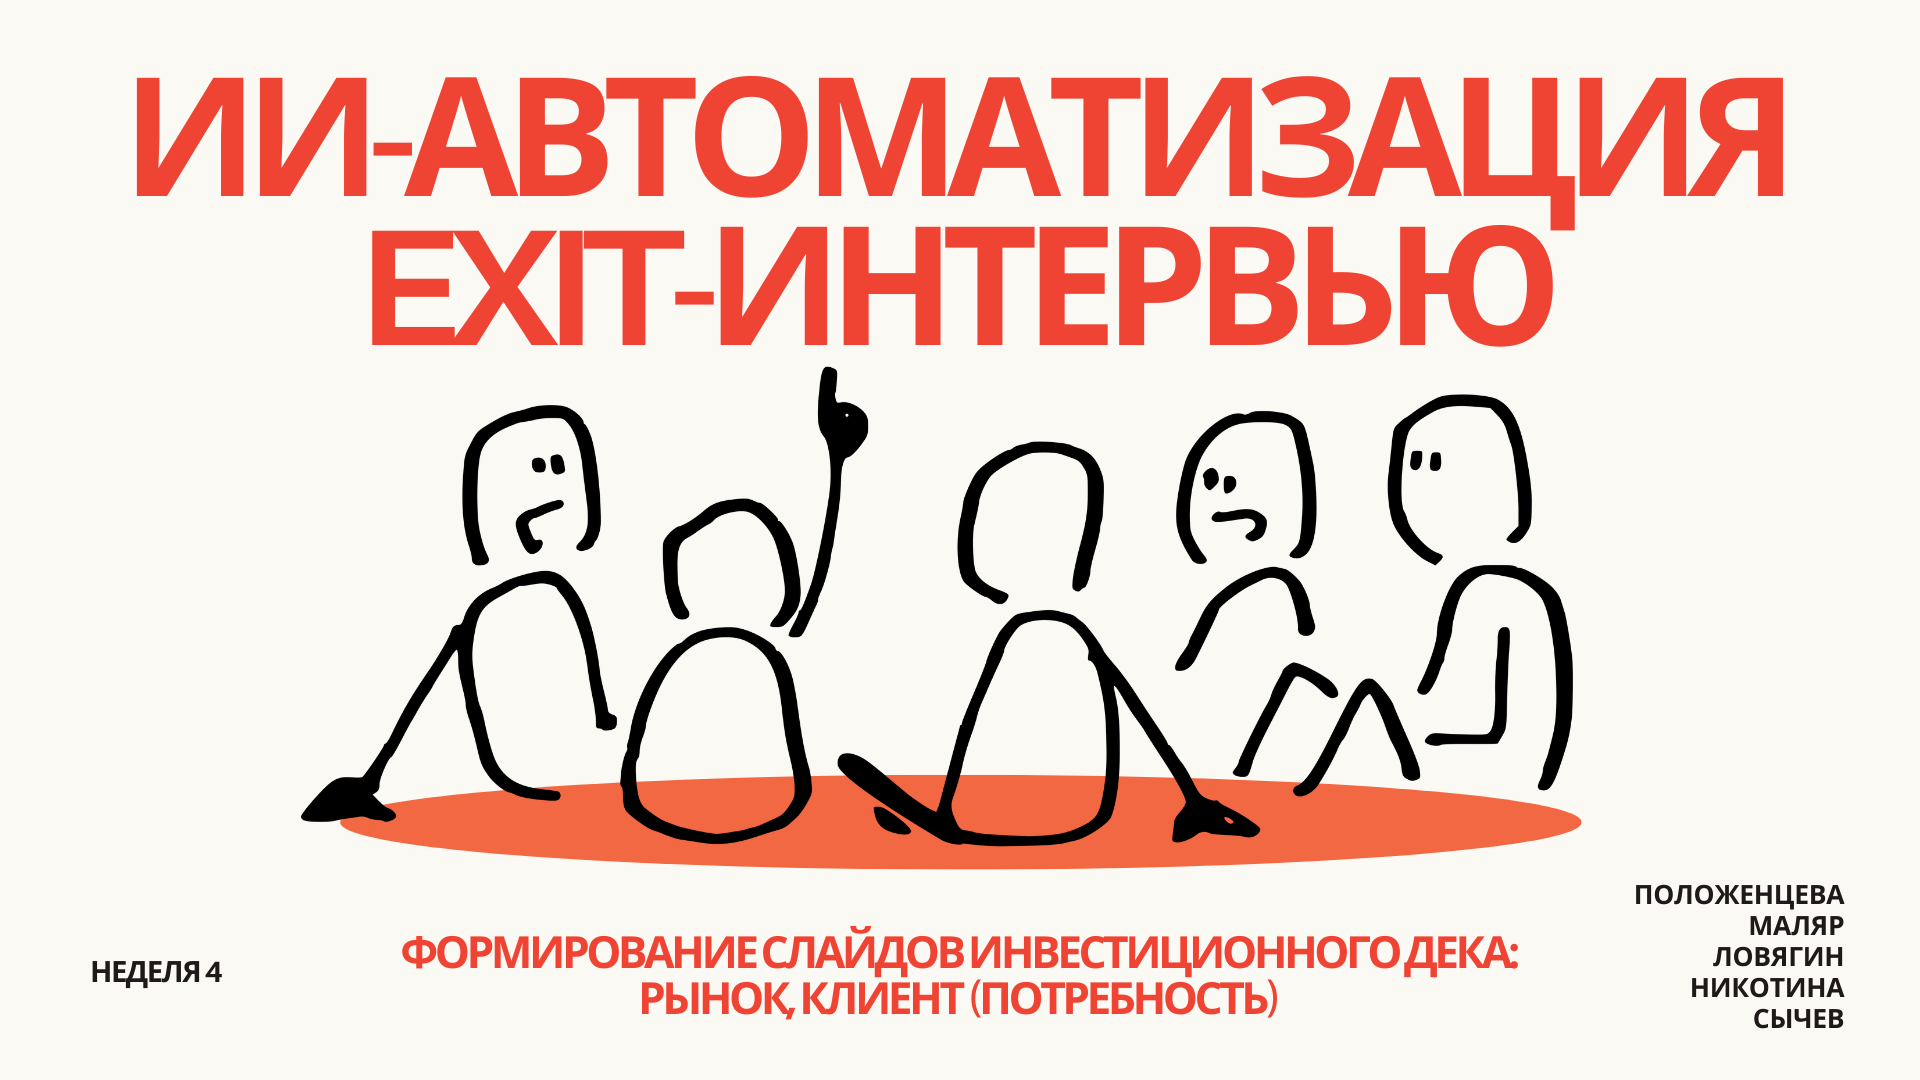 ИИ-АВТОМАТИЗАЦИЯ
EXIT-ИНТЕРВЬЮ
НЕДЕЛЯ 4
ФОРМИРОВАНИЕ СЛАЙДОВ ИНВЕСТИЦИОННОГО ДЕКА:
РЫНОК, КЛИЕНТ (ПОТРЕБНОСТЬ)
ПОЛОЖЕНЦЕВА
МАЛЯР
ЛОВЯГИН
НИКОТИНА
СЫЧЕВ